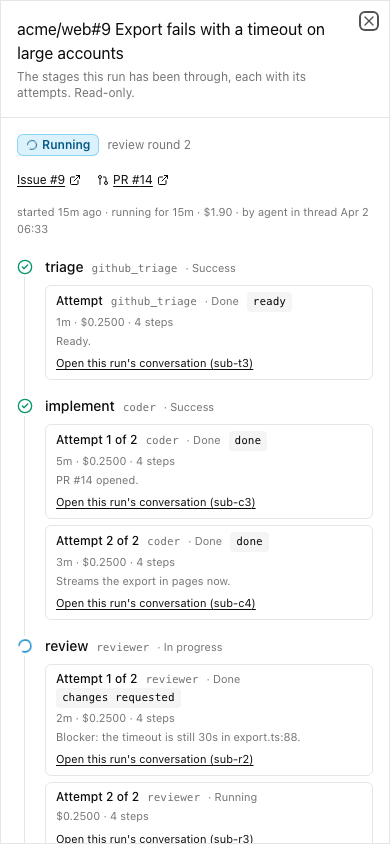 acme/web#9 Export fails with a timeout on
large accounts
The stages this run has been through, each with its
attempts. Read-only.
Running review round 2
Issue #9 PR #14
started 15m ago · running for 15m · $1.90 · by agent in thread Apr 2
06:33
triage github_triage · Success
Attempt github_triage · Done ready
1m · $0.2500 · 4 steps
Ready.
Open this run's conversation (sub-t3)
implement coder · Success
Attempt 1 of 2 coder · Done done
5m · $0.2500 · 4 steps
PR #14 opened.
Open this run's conversation (sub-c3)
Attempt 2 of 2 coder · Done done
3m · $0.2500 · 4 steps
Streams the export in pages now.
Open this run's conversation (sub-c4)
review reviewer · In progress
Attempt 1 of 2 reviewer · Done
changes requested
2m · $0.2500 · 4 steps
Blocker: the timeout is still 30s in export.ts:88.
Open this run's conversation (sub-r2)
Attempt 2 of 2 reviewer · Running
$0.2500 · 4 steps
Open this run's conversation (sub-r3)